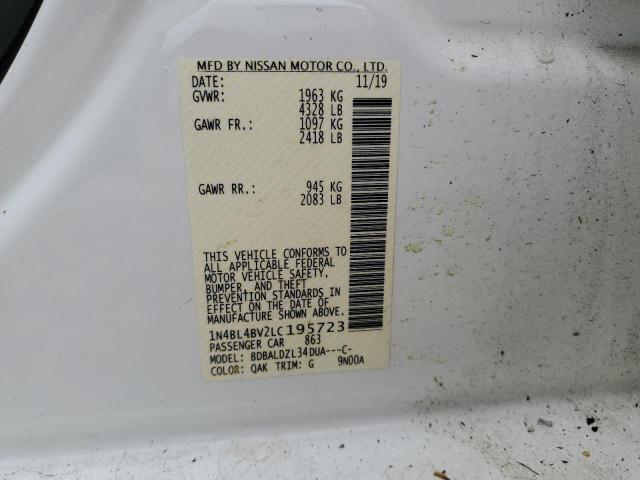 MFD BY NISSAN MOTOR CO., LTD.
DATE: 11/19
GVWR: 1963 KG
4328 LB
GAWR FR.: 1097 KG
2418 LB
GAWR RR.: 945 KG
2083 LB
THIS VEHICLE CONFORMS TO
ALL APPLICABLE FEDERAL
MOTOR VEHICLE SAFETY,
BUMPER, AND THEFT
PREVENTION STANDARDS IN
EFFECT ON THE DATE OF
MANUFACTURE SHOWN ABOVE.
1N4BL4BV2LC195723
PASSENGER CAR 863
MODEL: BDBALDZL34DUA---C-
COLOR: QAK TRIM: G 9N00A